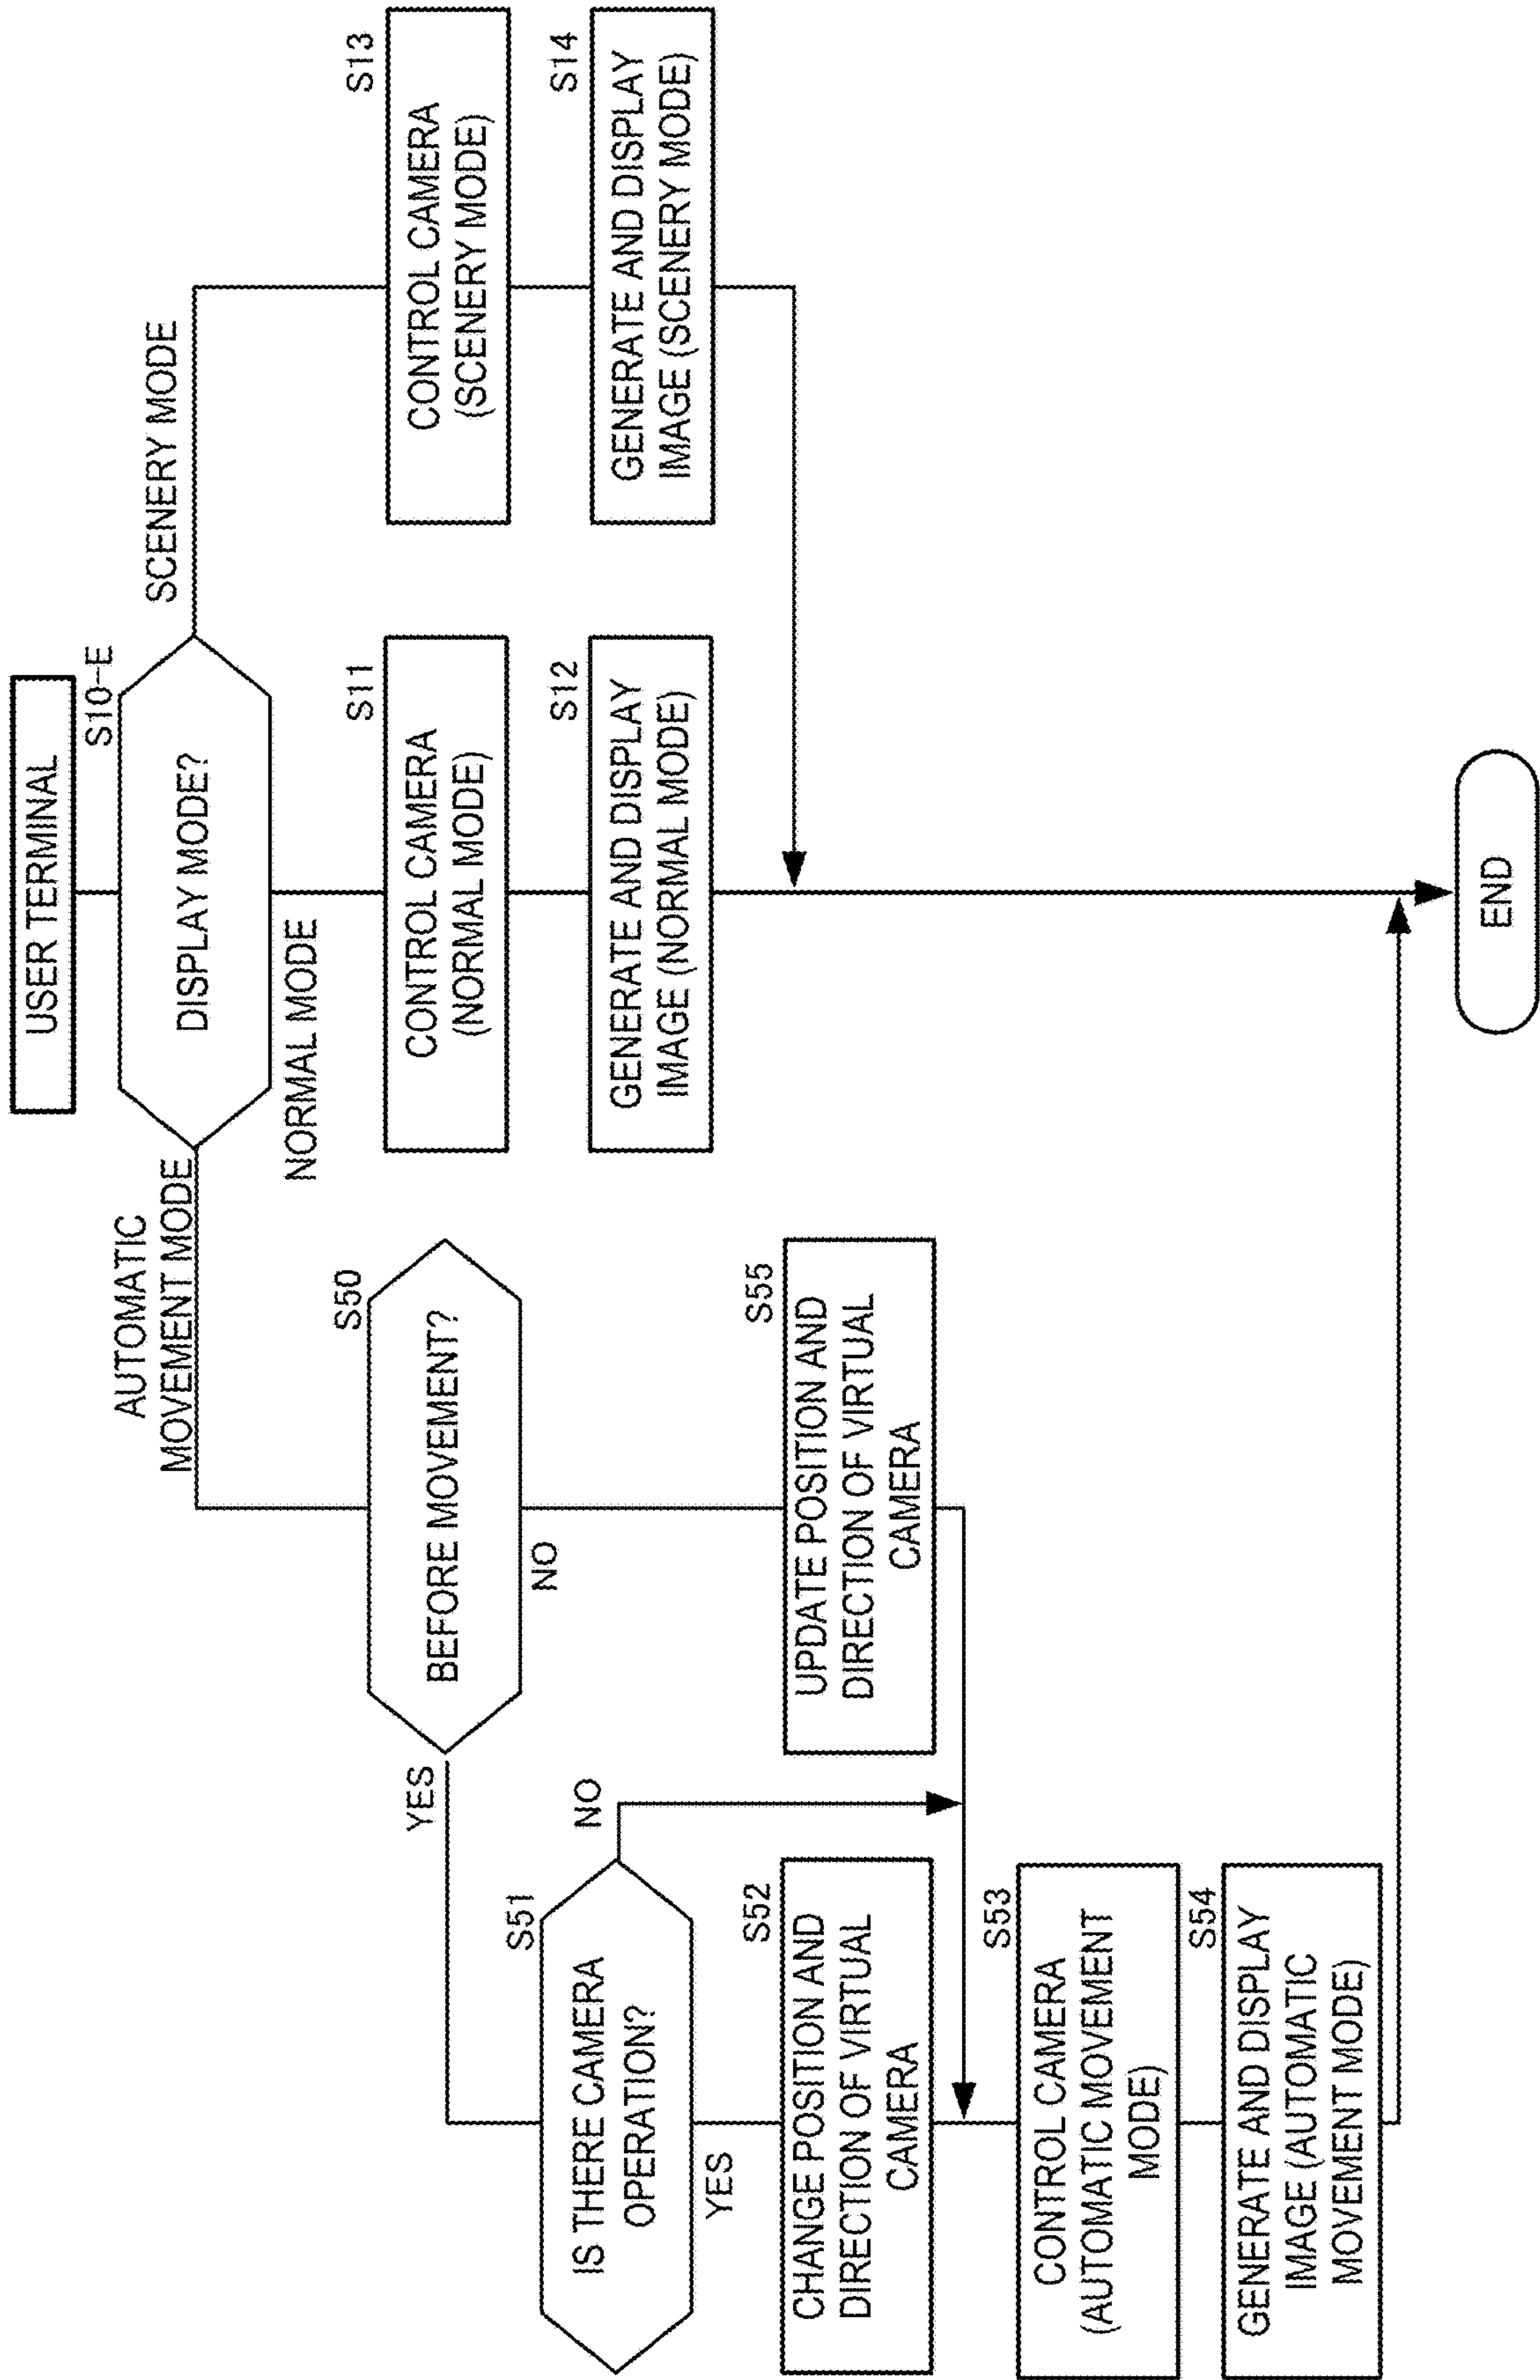 USER TERMINAL
S10-E
DISPLAY MODE?
AUTOMATIC
MOVEMENT MODE
NORMAL MODE
SCENERY MODE
S50
BEFORE MOVEMENT?
YES
NO
S51
IS THERE CAMERA
OPERATION?
NO
YES
S52
CHANGE POSITION AND
DIRECTION OF VIRTUAL
CAMERA
S55
UPDATE POSITION AND
DIRECTION OF VIRTUAL
CAMERA
S53
CONTROL CAMERA
(AUTOMATIC MOVEMENT
MODE)
S54
GENERATE AND DISPLAY
IMAGE (AUTOMATIC
MOVEMENT MODE)
S11
CONTROL CAMERA
(NORMAL MODE)
S12
GENERATE AND DISPLAY
IMAGE (NORMAL MODE)
S13
CONTROL CAMERA
(SCENERY MODE)
S14
GENERATE AND DISPLAY
IMAGE (SCENERY MODE)
END